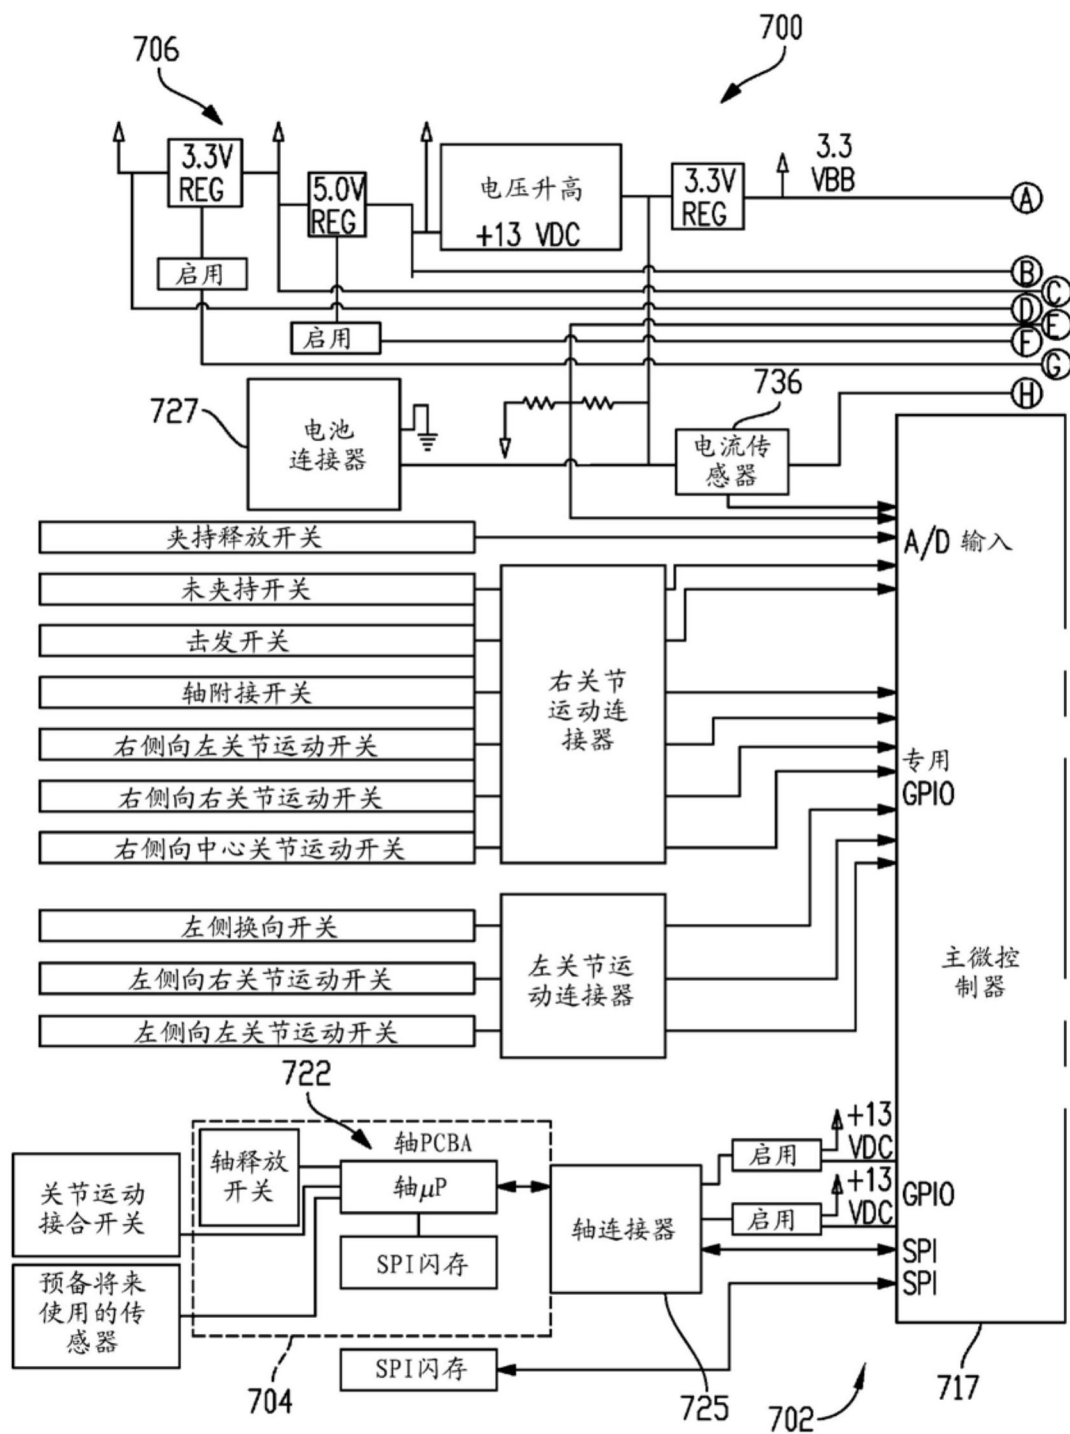 706
700
3.3V
REG
5.0V
REG
电压升高
+13 VDC
3.3V
REG
3.3
VBB
A
启用
B
C
D
E
启用
F
G
727
电池
连接器
736
H
电流传
感器
夹持释放开关
A/D 输入
未夹持开关
击发开关
轴附接开关
右侧向左关节运动开关
右侧向右关节运动开关
右侧向中心关节运动开关
右关节
运动连
接器
专用
GPIO
左侧换向开关
左侧向右关节运动开关
左侧向左关节运动开关
左关节运
动连接器
主微控
制器
722
轴PCBA
轴释放
开关
轴μP
SPI闪存
关节运动
接合开关
预备将来
使用的传
感器
轴连接器
启用
+13
VDC
启用
+13
VDC
GPIO
SPI
SPI
SPI闪存
704
725
702
717